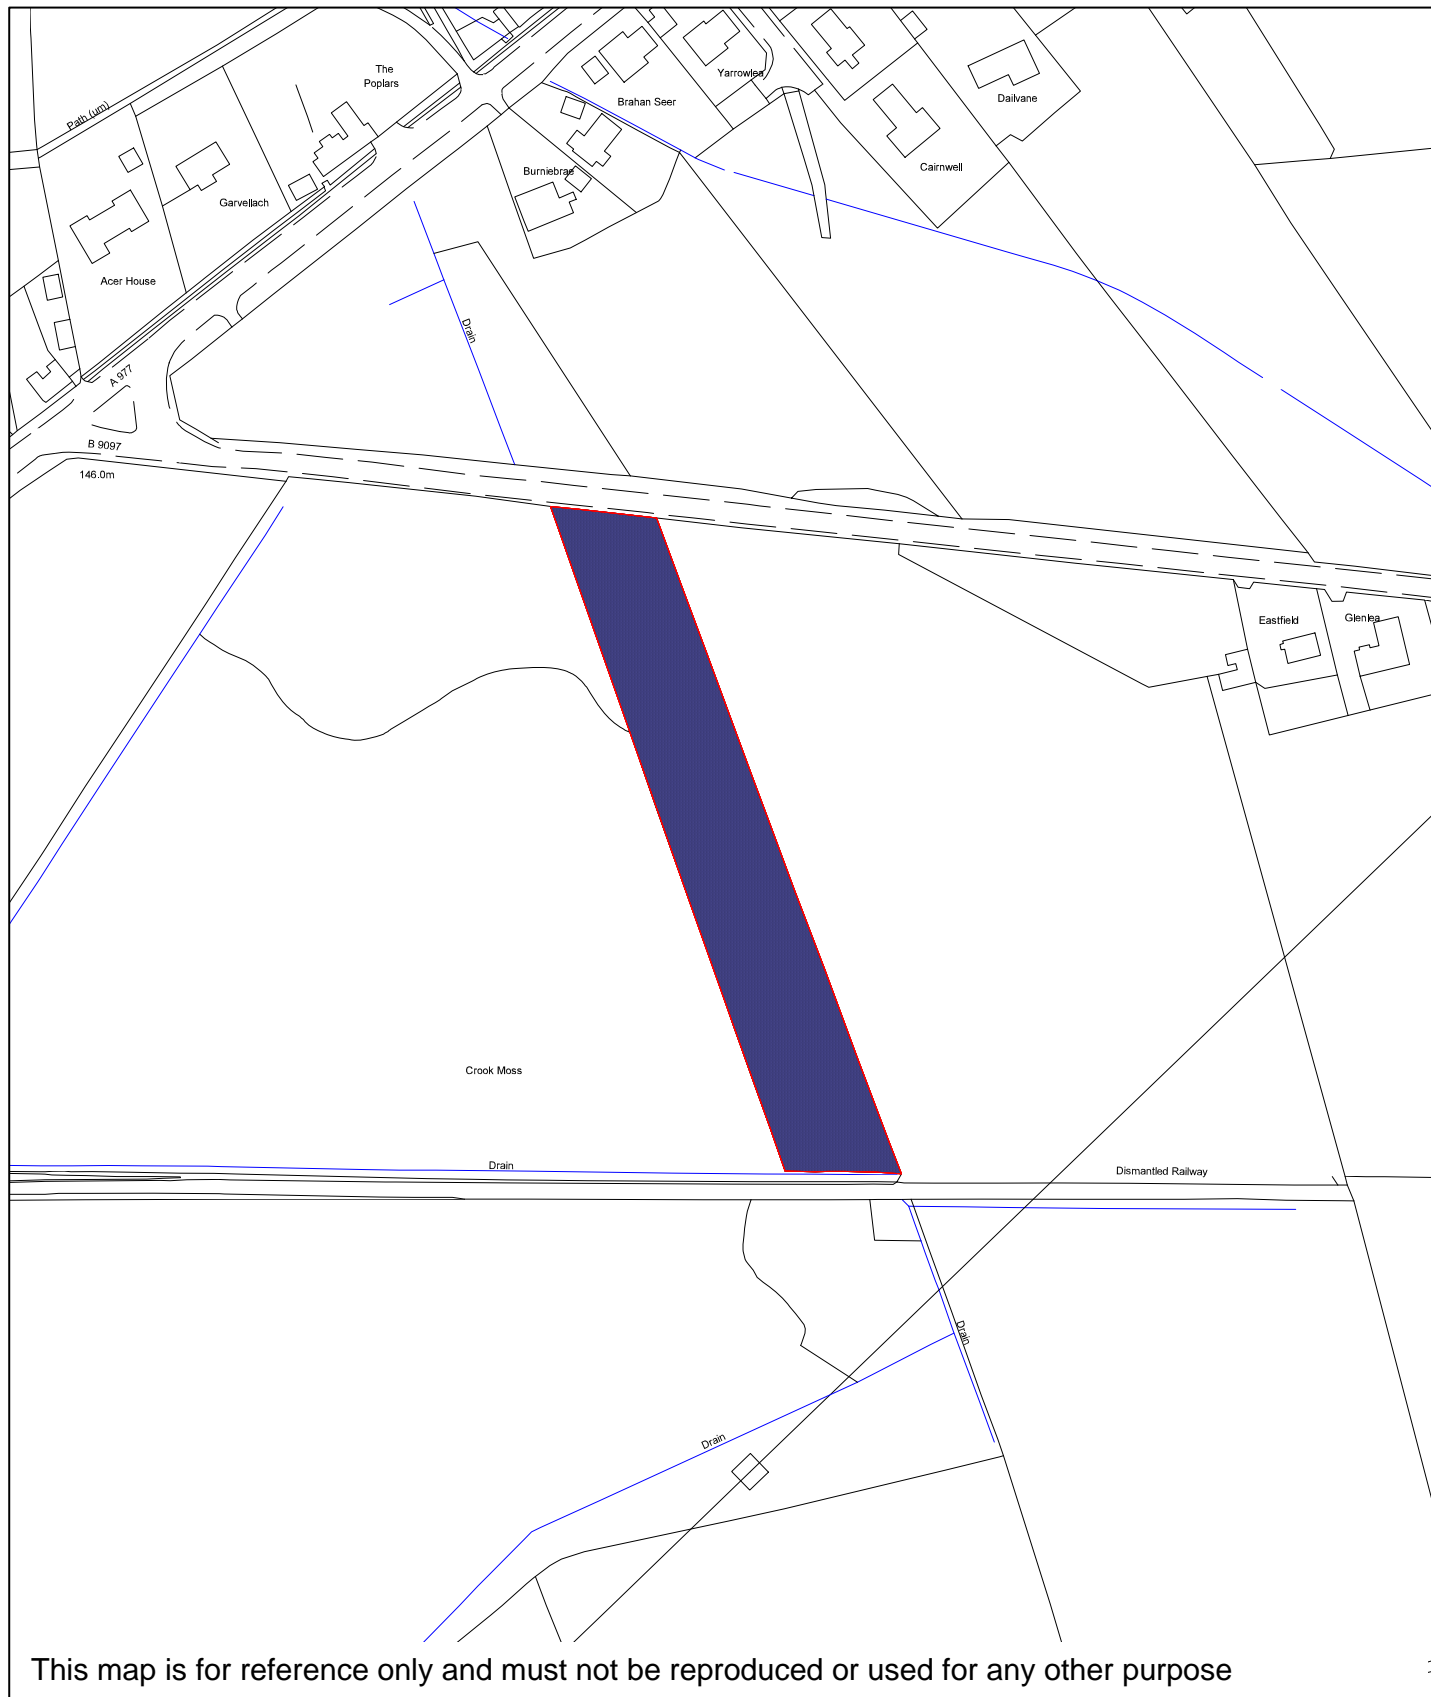 The
Poplars
Yarrowlea
Brahan Seer
Dailvane
Path (um)
Cairnwell
Burniebrae
Garvellach
Acer House
Drain
A 977
B 9097
146.0m
Eastfield
Glenlea
Crook Moss
Drain
Dismantled Railway
Drain
Drain
This map is for reference only and must not be reproduced or used for any other purpose